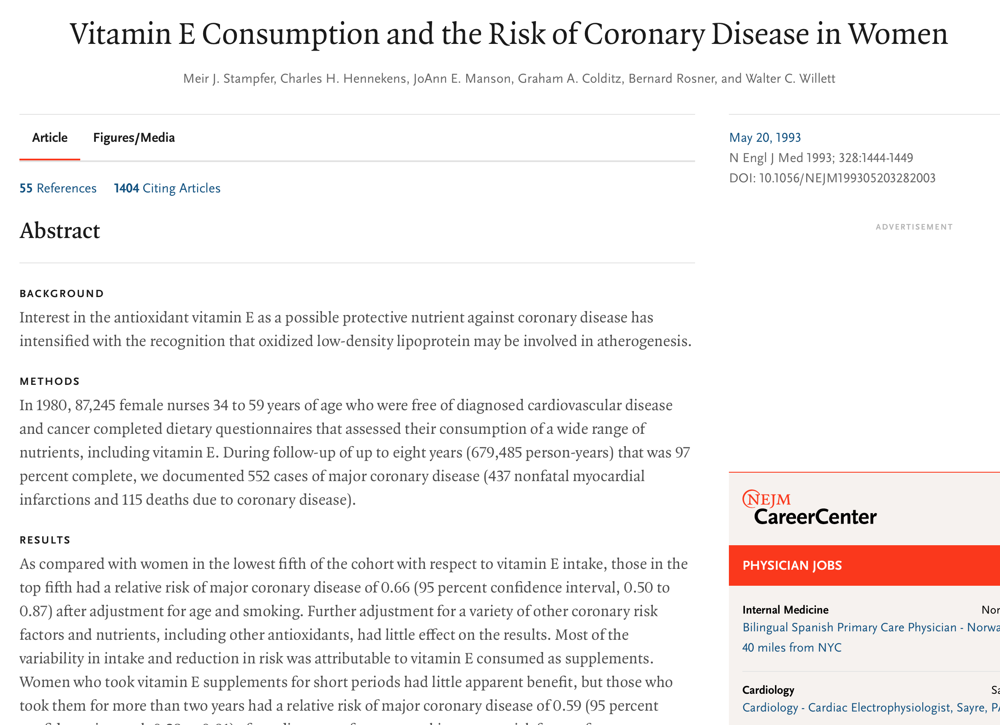 Vitamin E Consumption and the Risk of Coronary Disease in Women
Meir J. Stampfer, Charles H. Hennekens, JoAnn E. Manson, Graham A. Colditz, Bernard Rosner, and Walter C. Willett
Article Figures/Media
55 References 1404 Citing Articles
Abstract
BACKGROUND
Interest in the antioxidant vitamin E as a possible protective nutrient against coronary disease has
intensified with the recognition that oxidized low-density lipoprotein may be involved in atherogenesis.
METHODS
In 1980, 87,245 female nurses 34 to 59 years of age who were free of diagnosed cardiovascular disease
and cancer completed dietary questionnaires that assessed their consumption of a wide range of
nutrients, including vitamin E. During follow-up of up to eight years (679,485 person-years) that was 97
percent complete, we documented 552 cases of major coronary disease (437 nonfatal myocardial
infarctions and 115 deaths due to coronary disease).
RESULTS
As compared with women in the lowest fifth of the cohort with respect to vitamin E intake, those in the
top fifth had a relative risk of major coronary disease of 0.66 (95 percent confidence interval, 0.50 to
0.87) after adjustment for age and smoking. Further adjustment for a variety of other coronary risk
factors and nutrients, including other antioxidants, had little effect on the results. Most of the
variability in intake and reduction in risk was attributable to vitamin E consumed as supplements.
Women who took vitamin E supplements for short periods had little apparent benefit, but those who
took them for more than two years had a relative risk of major coronary disease of 0.59 (95 percent
May 20, 1993
N Engl J Med 1993; 328:1444-1449
DOI: 10.1056/NEJM199305203282003
ADVERTISEMENT
NEJM
CareerCenter
PHYSICIAN JOBS
Internal Medicine
Bilingual Spanish Primary Care Physician -
40 miles from NYC
Cardiology
Cardiology - Cardiac Electrophysiologist, Sayre,